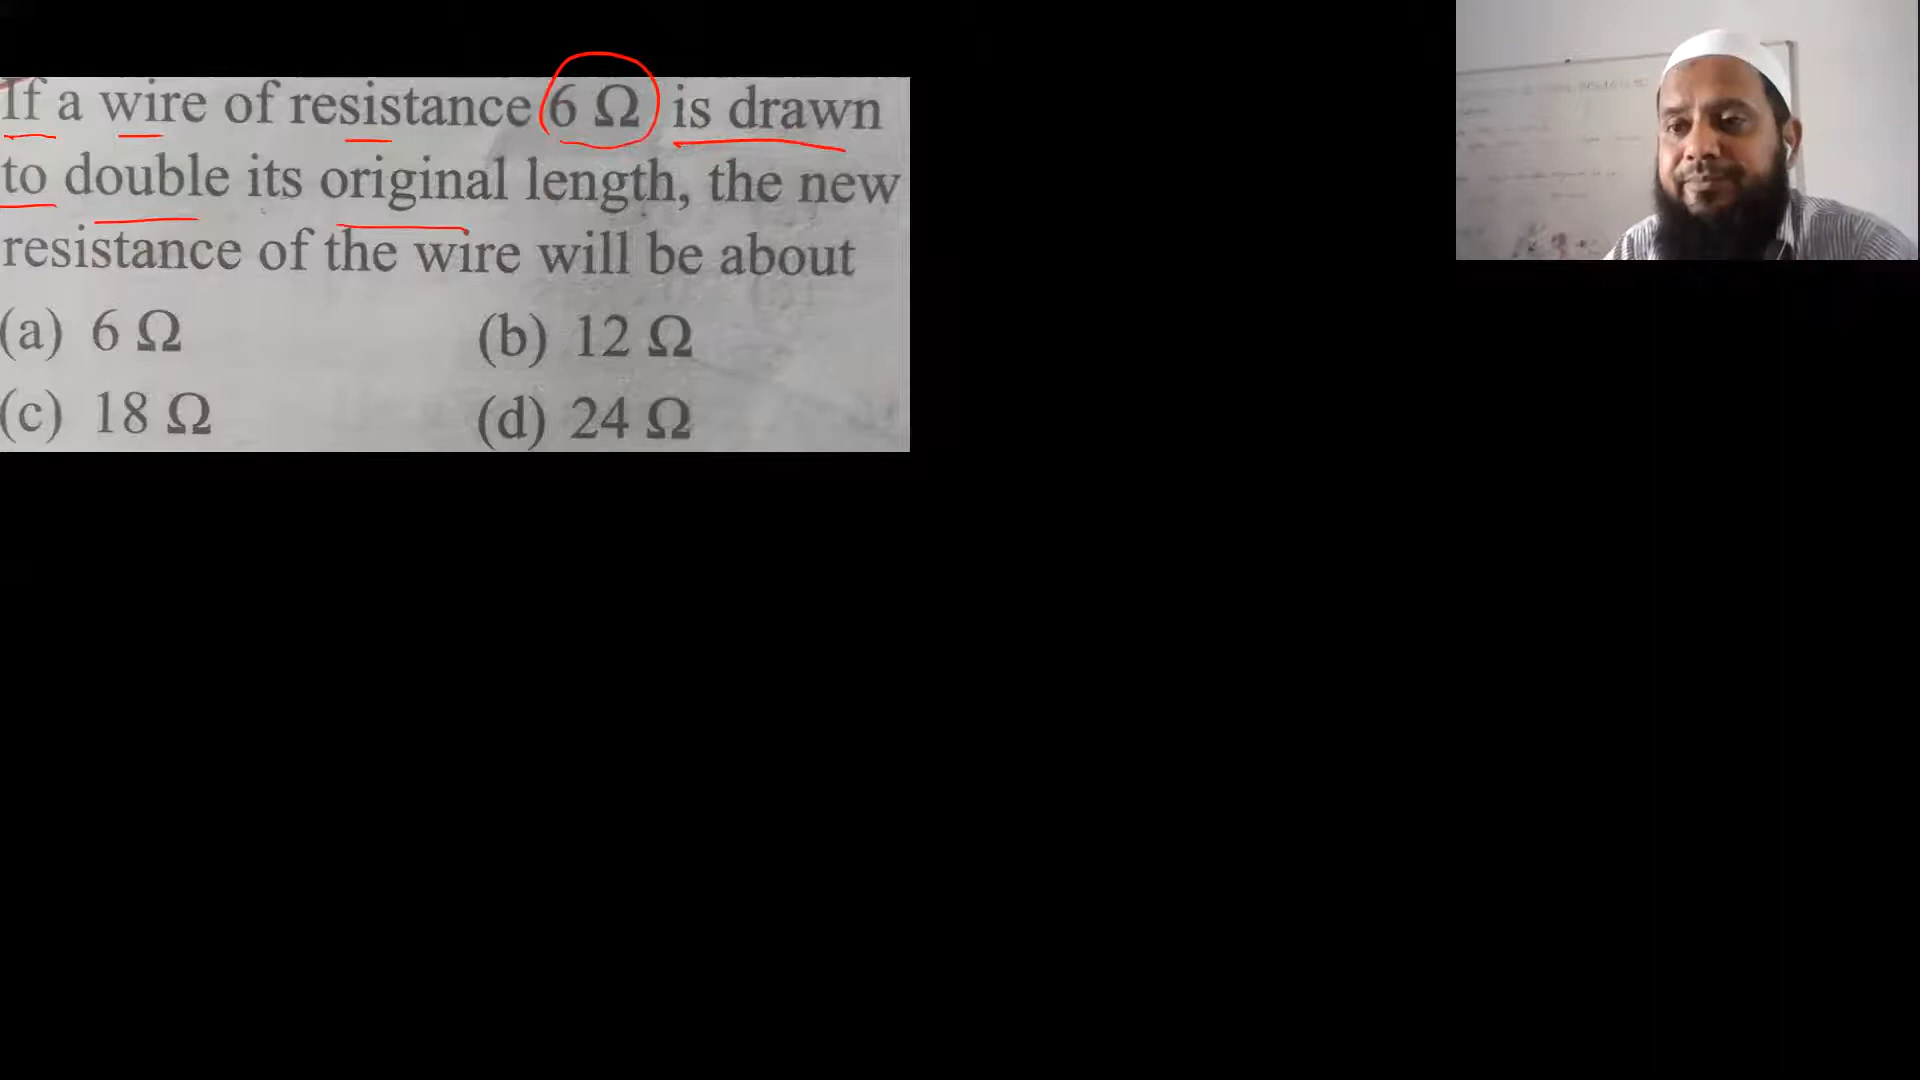 If a wire of resistance 6 Ω is drawn
to double its original length, the new
resistance of the wire will be about
(a) 6 Ω (b) 12 Ω
(c) 18 Ω (d) 24 Ω